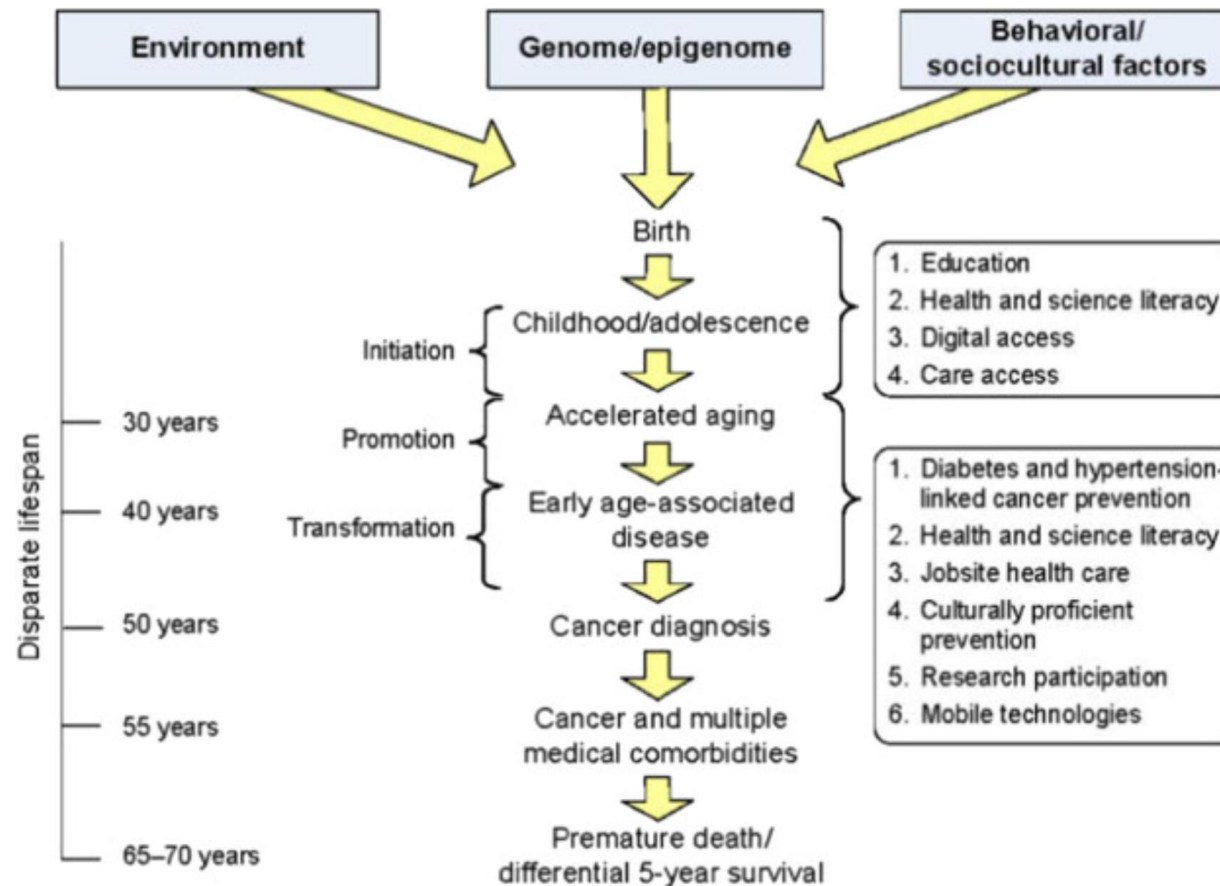 Environment
Genome/epigenome
Behavioral/
sociocultural factors
Birth
Childhood/adolescence
Accelerated aging
Early age-associated
disease
Cancer diagnosis
Cancer and multiple
medical comorbidities
Premature death/
differential 5-year survival
Initiation
Promotion
Transformation
Disparate lifespan
30 years
40 years
50 years
55 years
65–70 years
1. Education
2. Health and science literacy
3. Digital access
4. Care access
1. Diabetes and hypertension-
linked cancer prevention
2. Health and science literacy
3. Jobsite health care
4. Culturally proficient
prevention
5. Research participation
6. Mobile technologies